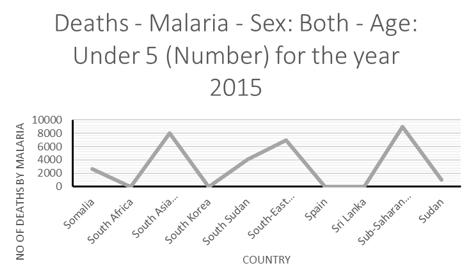 Deaths - Malaria - Sex: Both - Age:
Under 5 (Number) for the year
2015
NO OF DEATHS BY MALARIA
10000
8000
6000
4000
2000
0
Somalia
South Africa
South Asia...
South Korea
South Sudan
South-East...
Spain
Sri Lanka
Sub-Saharan...
Sudan
COUNTRY